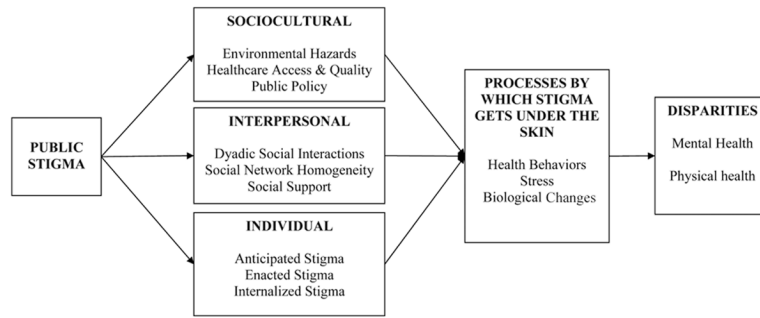 PUBLIC
STIGMA
SOCIOCULTURAL
Environmental Hazards
Healthcare Access & Quality
Public Policy
INTERPERSONAL
Dyadic Social Interactions
Social Network Homogeneity
Social Support
INDIVIDUAL
Anticipated Stigma
Enacted Stigma
Internalized Stigma
PROCESSES BY
WHICH STIGMA
GETS UNDER THE
SKIN
Health Behaviors
Stress
Biological Changes
DISPARITIES
Mental Health
Physical health